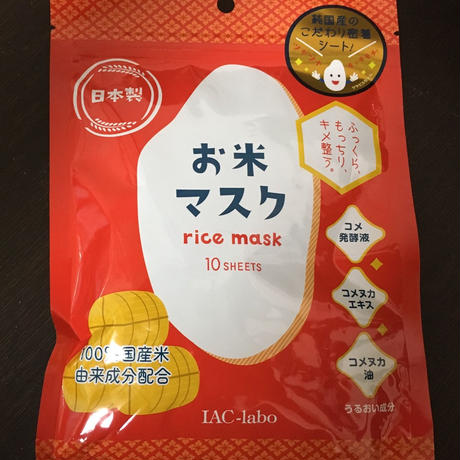 純国産の
こだわり密着
シート!
日本製
ふっくら、
もっちり、
キメ整う。
お米
マスク
rice mask
10 SHEETS
コメ
発酵液
コメヌカ
エキス
コメヌカ
油
うるおい成分
100%国産米
由来成分配合
IAC-labo